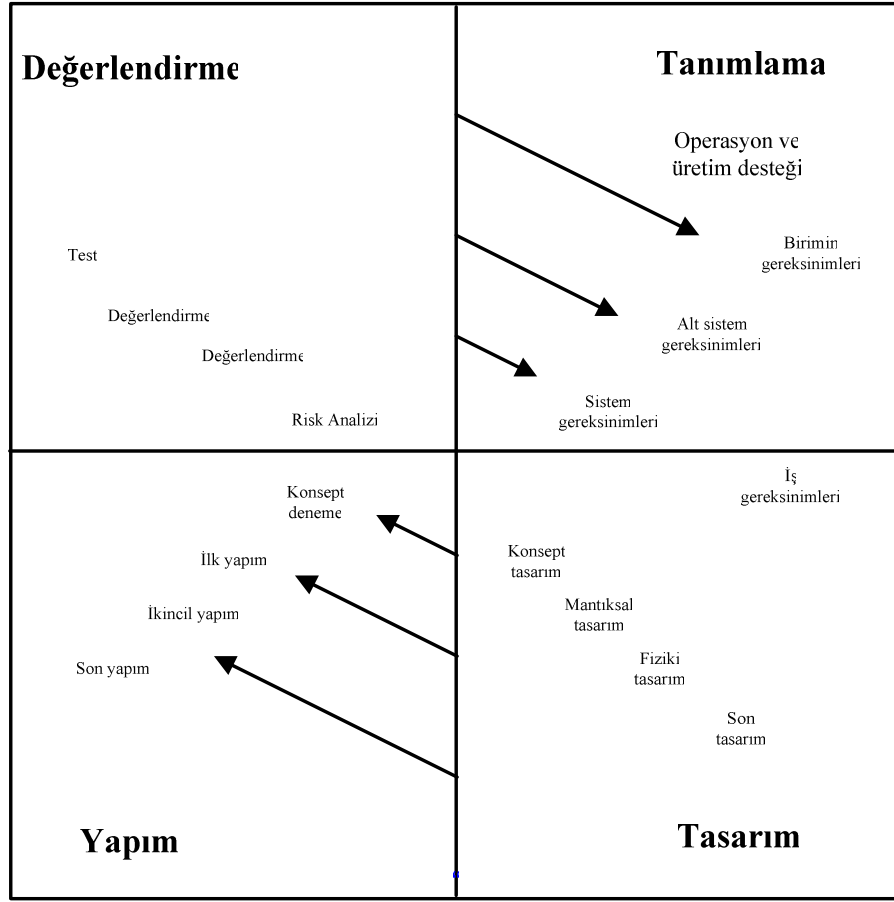 Değerlendirme
Test
Değerlendirme
Değerlendirme
Risk Analizi
Tanımlama
Operasyon ve
üretim desteği
Birimin
gereksinimleri
Alt sistem
gereksinimleri
Sistem
gereksinimleri
Konsept
deneme
İlk yapım
İkincil yapım
Son yapım
Yapım
İş
gereksinimleri
Konsept
tasarım
Mantıksal
tasarım
Fiziki
tasarım
Son
tasarım
Tasarım